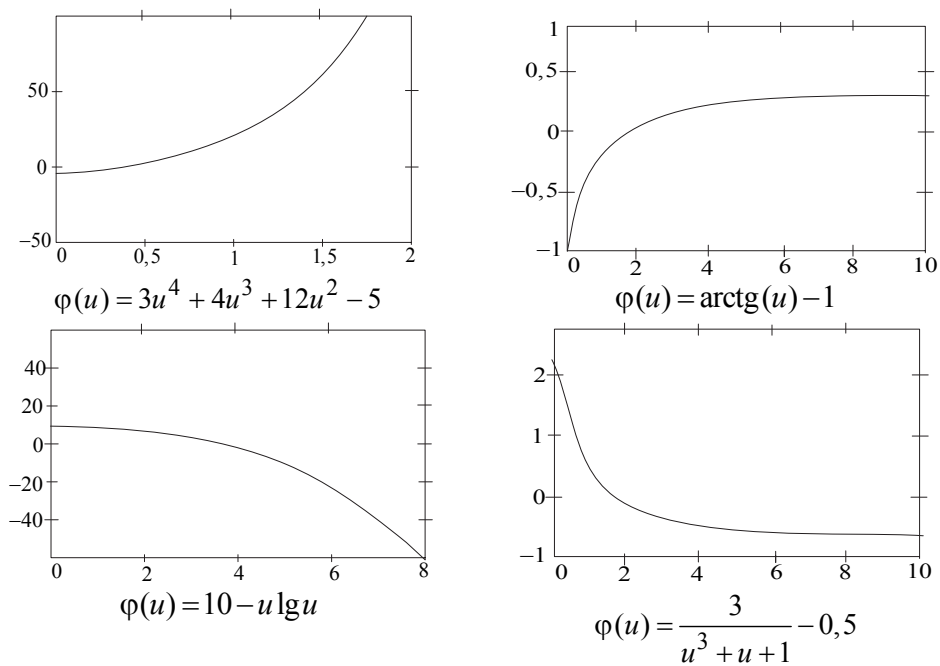 50
0
−50
0 0,5 1 1,5 2
φ(u) = 3u⁴ + 4u³ + 12u² − 5
1
0,5
0
−0,5
−1
0 2 4 6 8 10
φ(u) = arctg(u) − 1
40
20
0
−20
−40
0 2 4 6 8
φ(u) = 10 − u lg u
2
1
0
−1
0 2 4 6 8 10
φ(u) = 3/(u³ + u + 1) − 0,5